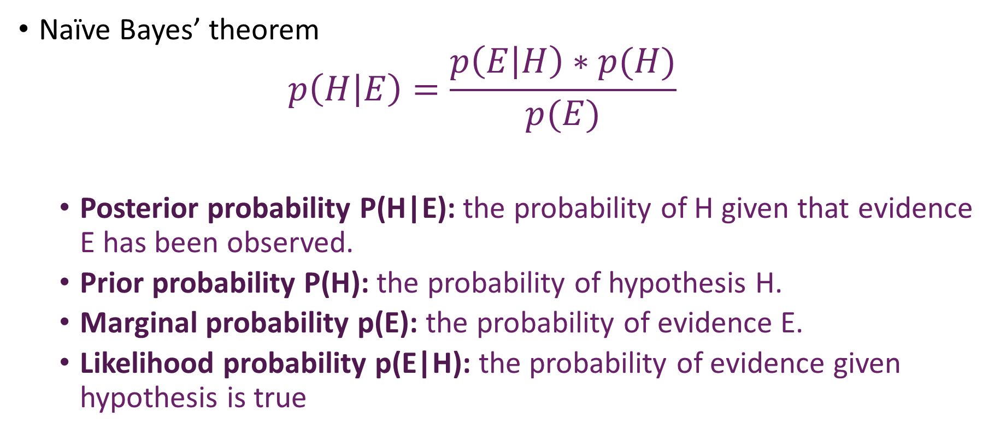 • Naïve Bayes’ theorem
p(H|E) = p(E|H) * p(H) / p(E)
• Posterior probability P(H|E): the probability of H given that evidence
E has been observed.
• Prior probability P(H): the probability of hypothesis H.
• Marginal probability p(E): the probability of evidence E.
• Likelihood probability p(E|H): the probability of evidence given
hypothesis is true